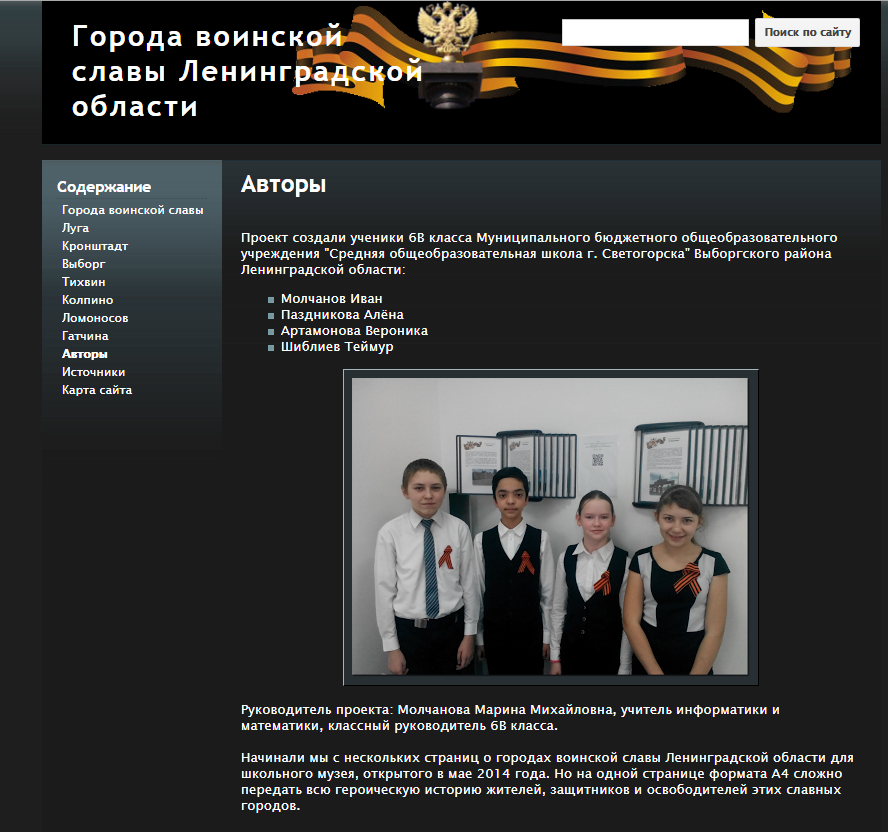 Города воинской
славы Ленинградской
области
Поиск по сайту
Содержание
Города воинской славы
Луга
Кронштадт
Выборг
Тихвин
Колпино
Ломоносов
Гатчина
Авторы
Источники
Карта сайта
Авторы
Проект создали ученики 6В класса Муниципального бюджетного общеобразовательного
учреждения "Средняя общеобразовательная школа г. Светогорска" Выборгского района
Ленинградской области:
Молчанов Иван
Паздникова Алёна
Артамонова Вероника
Шиблиев Теймур
Руководитель проекта: Молчанова Марина Михайловна, учитель информатики и
математики, классный руководитель 6В класса.
Начинали мы с нескольких страниц о городах воинской славы Ленинградской области для
школьного музея, открытого в мае 2014 года. Но на одной странице формата А4 сложно
передать всю героическую историю жителей, защитников и освободителей этих славных
городов.